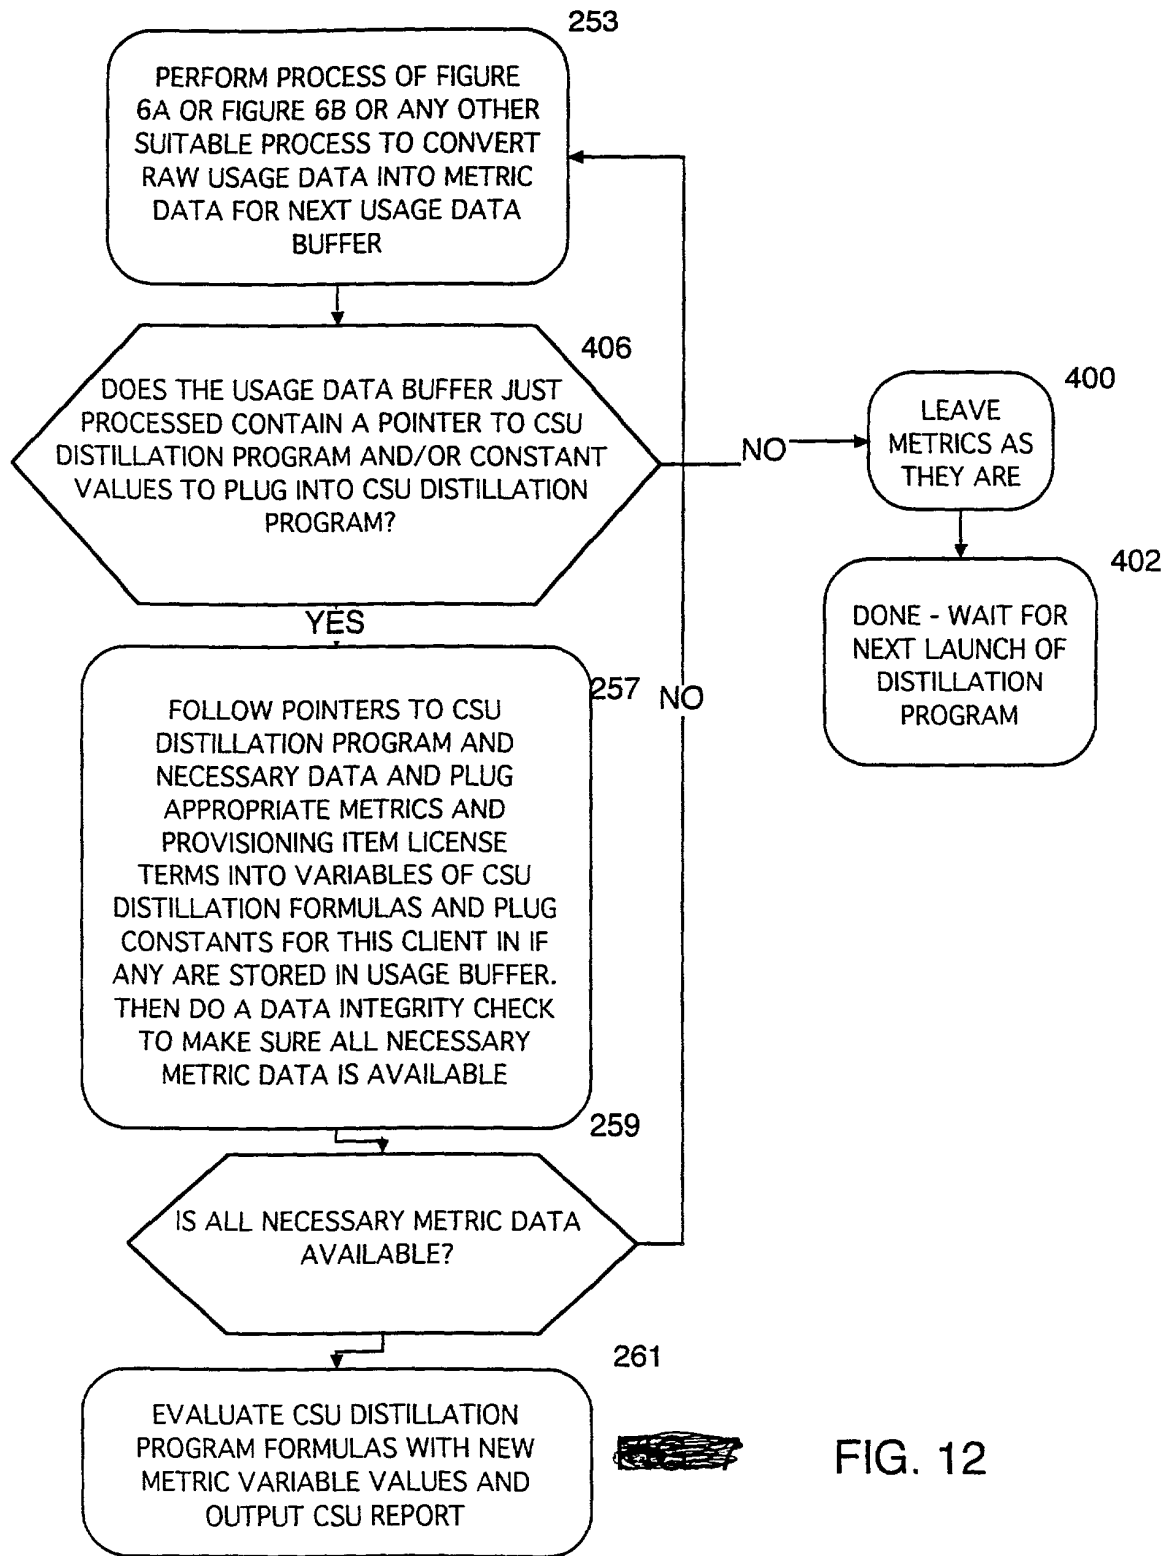 253
PERFORM PROCESS OF FIGURE
6A OR FIGURE 6B OR ANY OTHER
SUITABLE PROCESS TO CONVERT
RAW USAGE DATA INTO METRIC
DATA FOR NEXT USAGE DATA
BUFFER
406
DOES THE USAGE DATA BUFFER JUST
PROCESSED CONTAIN A POINTER TO CSU
DISTILLATION PROGRAM AND/OR CONSTANT
VALUES TO PLUG INTO CSU DISTILLATION
PROGRAM?
NO
400
LEAVE
METRICS AS
THEY ARE
402
DONE - WAIT FOR
NEXT LAUNCH OF
DISTILLATION
PROGRAM
YES
257
NO
FOLLOW POINTERS TO CSU
DISTILLATION PROGRAM AND
NECESSARY DATA AND PLUG
APPROPRIATE METRICS AND
PROVISIONING ITEM LICENSE
TERMS INTO VARIABLES OF CSU
DISTILLATION FORMULAS AND PLUG
CONSTANTS FOR THIS CLIENT IN IF
ANY ARE STORED IN USAGE BUFFER.
THEN DO A DATA INTEGRITY CHECK
TO MAKE SURE ALL NECESSARY
METRIC DATA IS AVAILABLE
259
IS ALL NECESSARY METRIC DATA
AVAILABLE?
261
EVALUATE CSU DISTILLATION
PROGRAM FORMULAS WITH NEW
METRIC VARIABLE VALUES AND
OUTPUT CSU REPORT
FIG. 12